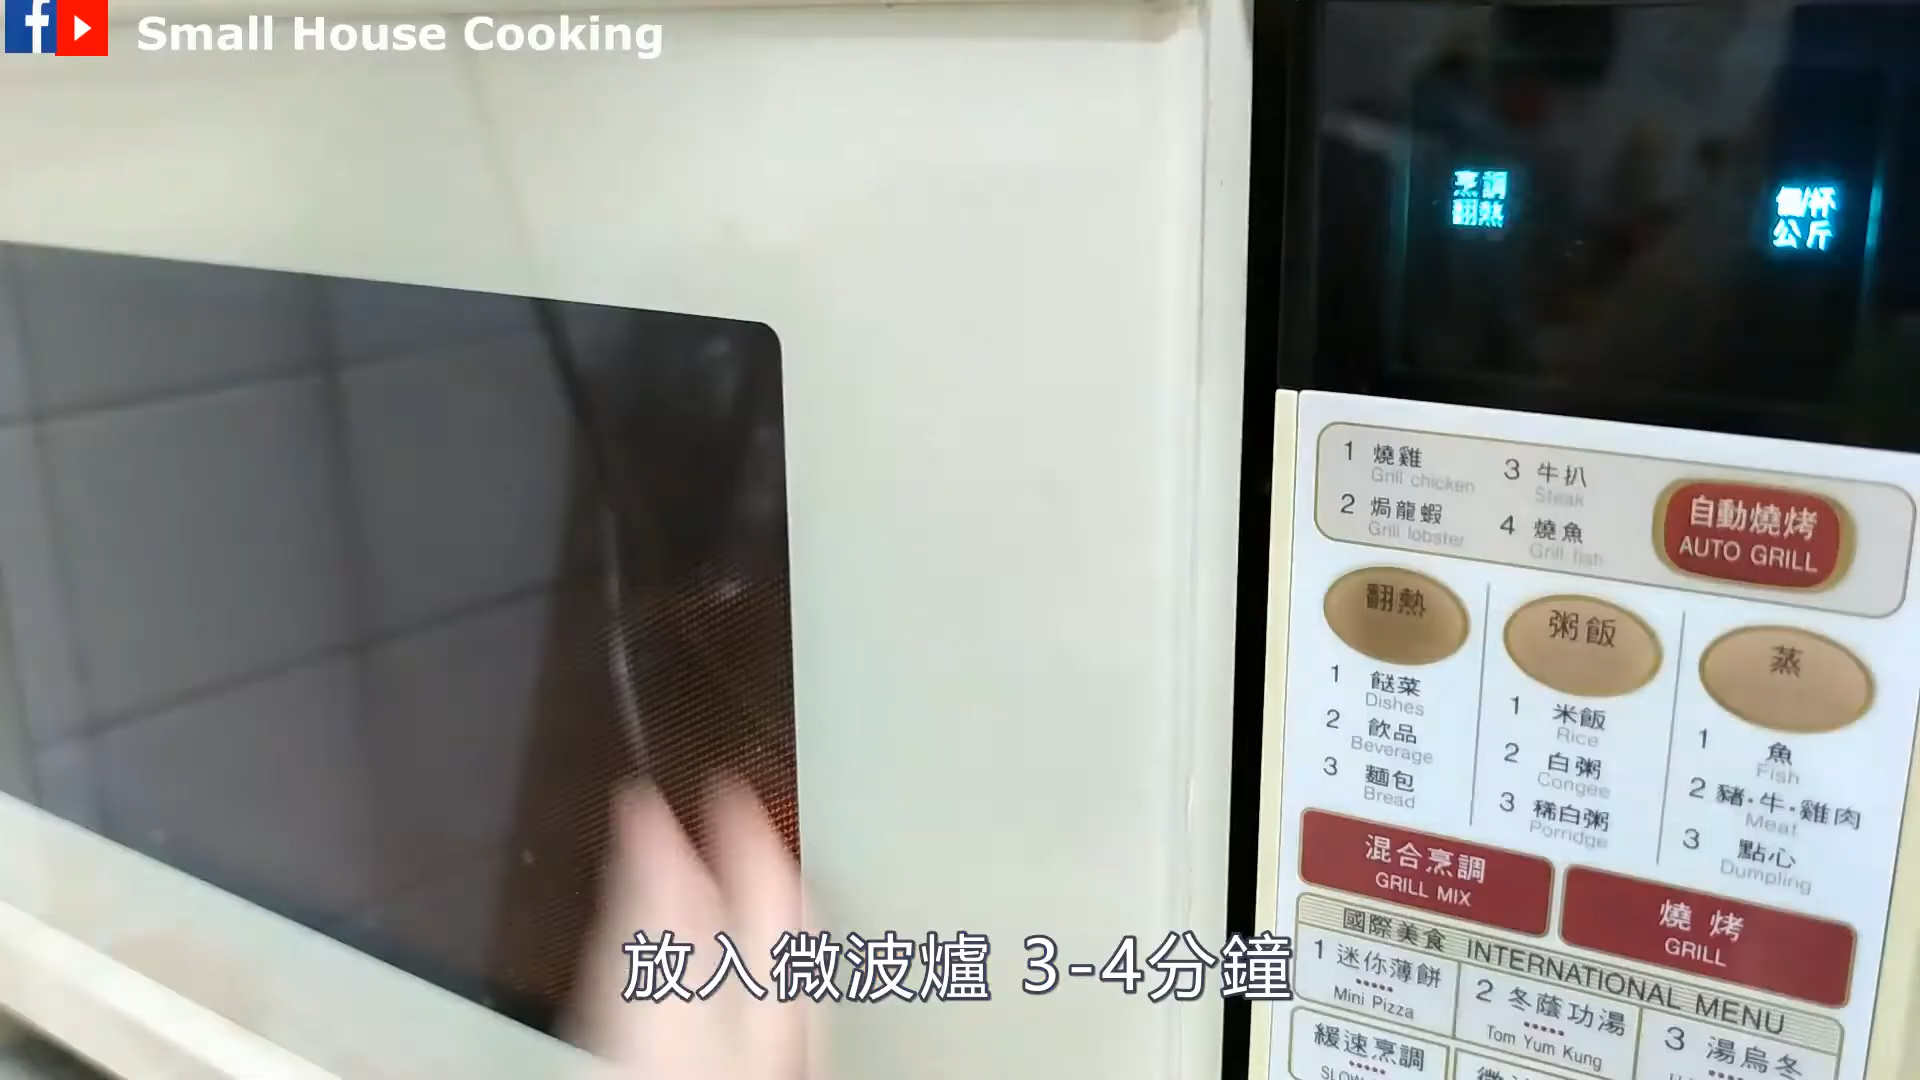 Small House Cooking
烹調
翻熱
公斤
1 燒雞
Grill chicken
2 焗龍蝦
Grill lobster
3 牛扒
Steak
4 燒魚
Grill fish
自動燒烤
AUTO GRILL
翻熱
1 餸菜
Dishes
2 飲品
Beverage
3 麵包
Bread
粥飯
1 米飯
Rice
2 白粥
Congee
3 稀白粥
Porridge
蒸
1 魚
Fish
2 豬·牛·雞肉
Meat
3 點心
Dumpling
混合烹調
GRILL MIX
燒烤
GRILL
國際美食 INTERNATIONAL MENU
1 迷你薄餅
Mini Pizza
2 冬蔭功湯
Tom Yum Kung
3 湯烏冬
緩速烹調
放入微波爐 3-4分鐘